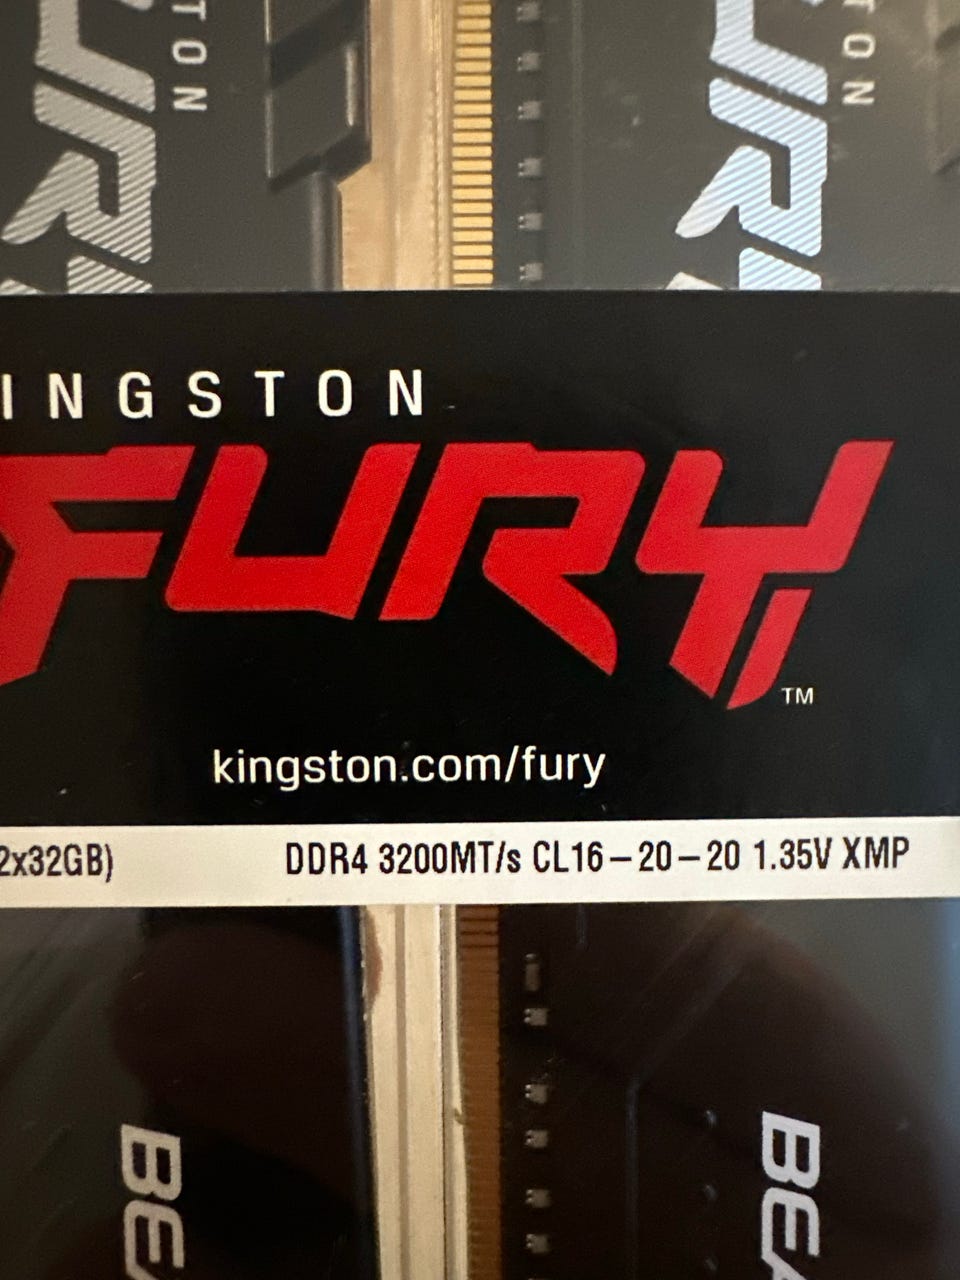 INGSTON
FURY
TM
kingston.com/fury
2x32GB) DDR4 3200MT/s CL16-20-20 1.35V XMP